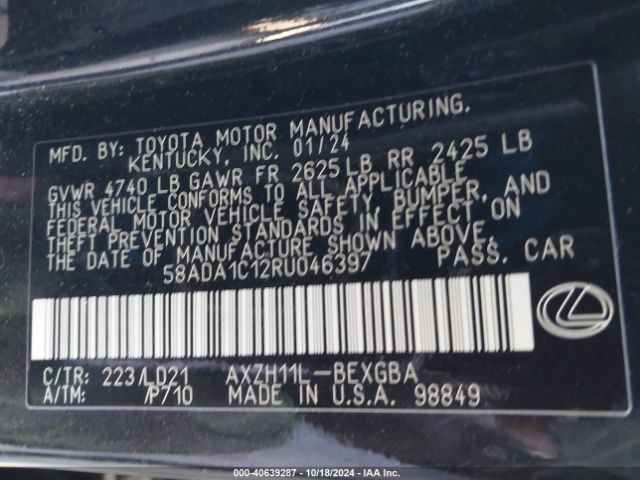 MFD. BY: TOYOTA MOTOR MANUFACTURING,
KENTUCKY, INC. 01/24
GVWR 4740 LB GAWR FR 2625 LB RR 2425 LB
THIS VEHICLE CONFORMS TO ALL APPLICABLE
FEDERAL MOTOR VEHICLE SAFETY, BUMPER, AND
THEFT PREVENTION STANDARDS IN EFFECT ON
THE DATE OF MANUFACTURE SHOWN ABOVE.
58ADA1C12RU046397 PASS. CAR
C/TR: 223/LD21 AXZH11L-BEXGBA
A/TM: /P710 MADE IN U.S.A. 98849
000-40639287 | 10/18/2024 | IAA Inc.